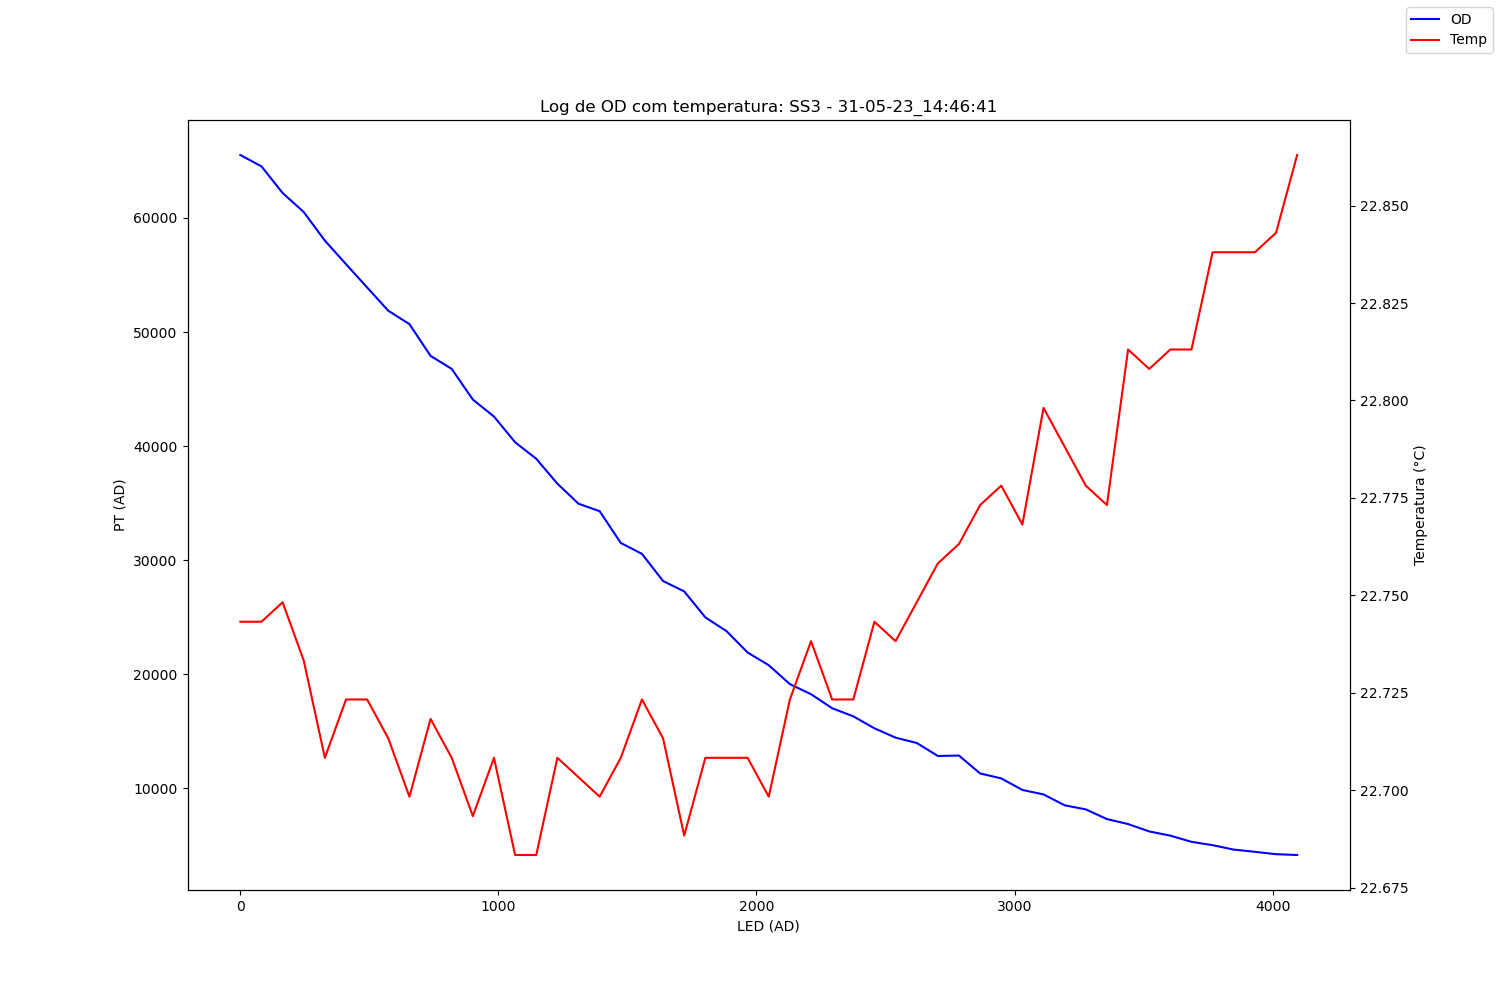 OD
Temp
Log de OD com temperatura: SS3 - 31-05-23_14:46:41
60000
50000
40000
30000
20000
10000
PT (AD)
22.850
22.825
22.800
22.775
22.750
22.725
22.700
22.675
Temperatura (°C)
0 1000 2000 3000 4000
LED (AD)